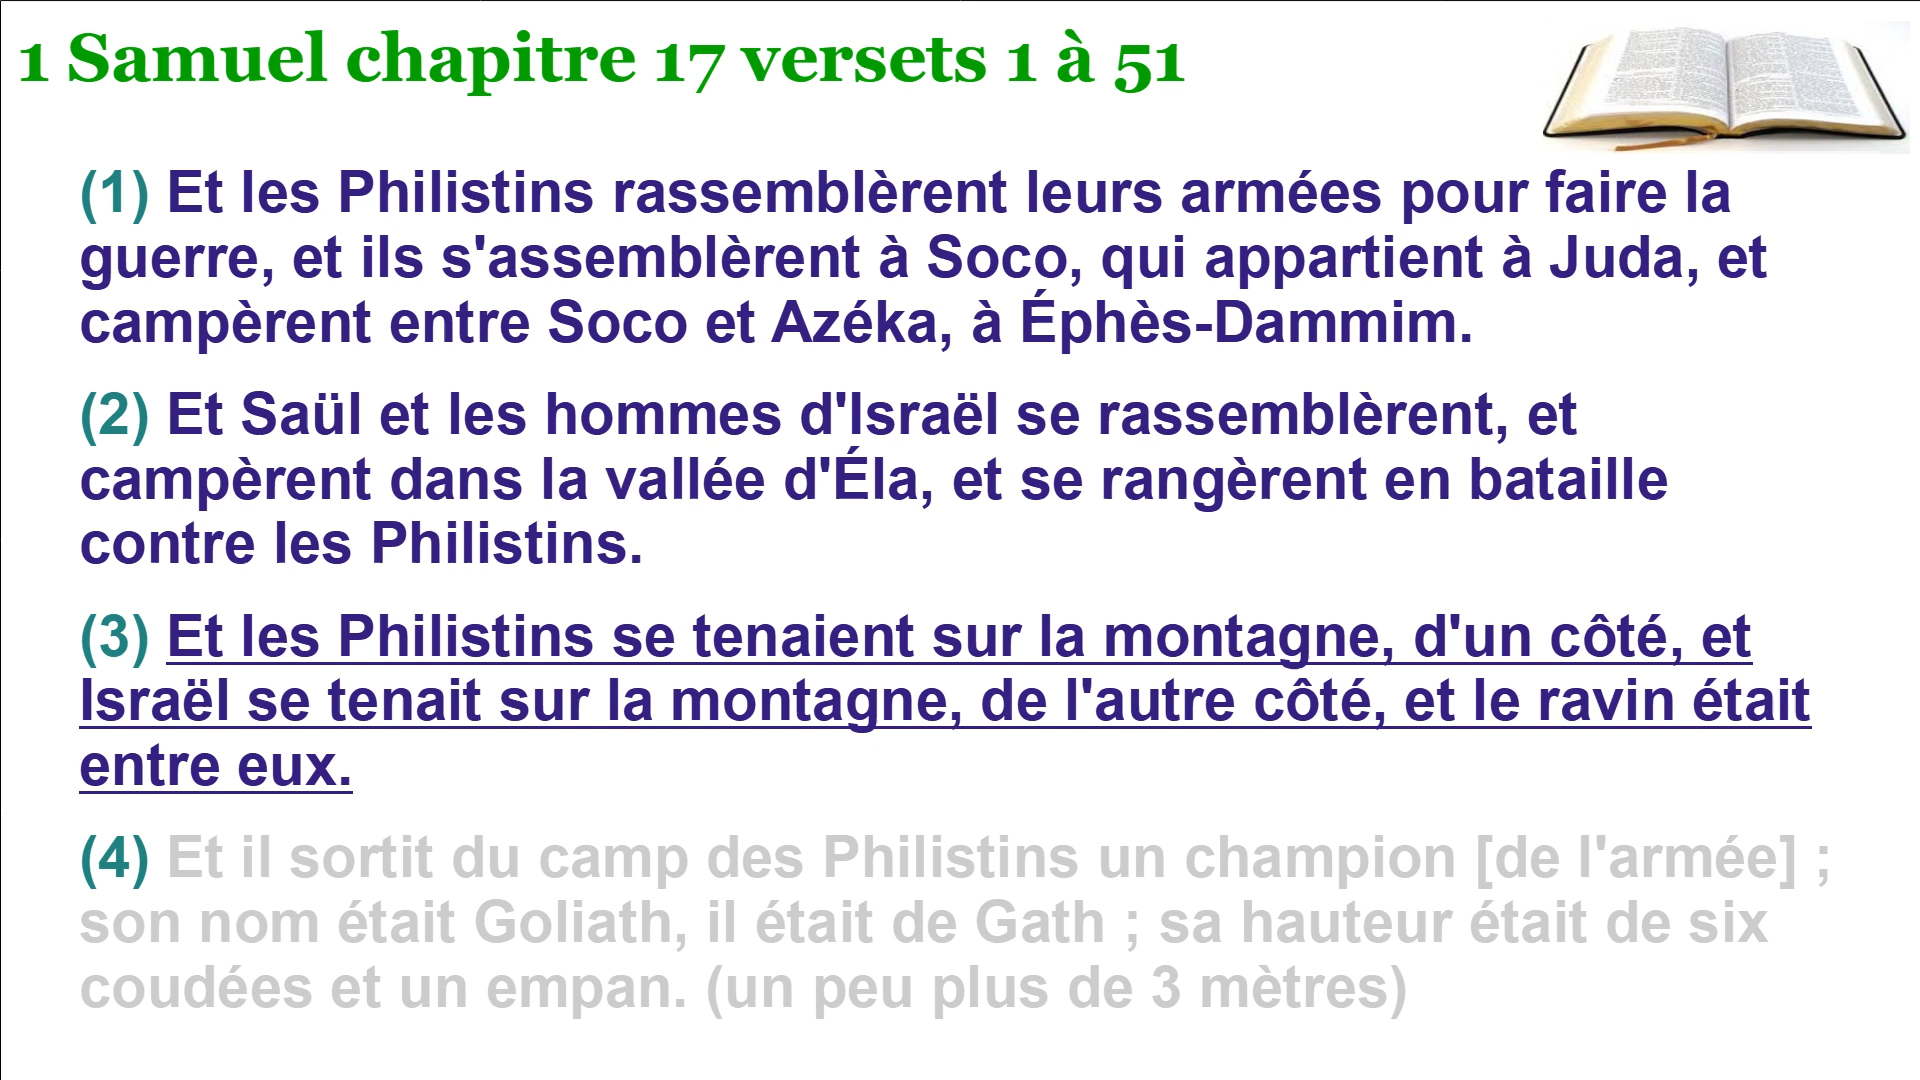 1 Samuel chapitre 17 versets 1 à 51
(1) Et les Philistins rassemblèrent leurs armées pour faire la
guerre, et ils s'assemblèrent à Soco, qui appartient à Juda, et
campèrent entre Soco et Azéka, à Éphès-Dammim.
(2) Et Saül et les hommes d'Israël se rassemblèrent, et
campèrent dans la vallée d'Éla, et se rangèrent en bataille
contre les Philistins.
(3) Et les Philistins se tenaient sur la montagne, d'un côté, et
Israël se tenait sur la montagne, de l'autre côté, et le ravin était
entre eux.
(4) Et il sortit du camp des Philistins un champion [de l'armée] ;
son nom était Goliath, il était de Gath ; sa hauteur était de six
coudées et un empan. (un peu plus de 3 mètres)